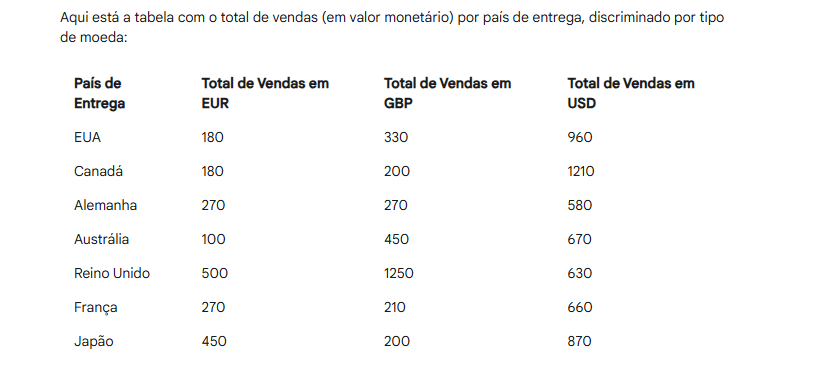 Aqui está a tabela com o total de vendas (em valor monetário) por país de entrega, discriminado por tipo
de moeda:
País de Entrega Total de Vendas em EUR Total de Vendas em GBP Total de Vendas em USD
EUA 180 330 960
Canadá 180 200 1210
Alemanha 270 270 580
Austrália 100 450 670
Reino Unido 500 1250 630
França 270 210 660
Japão 450 200 870